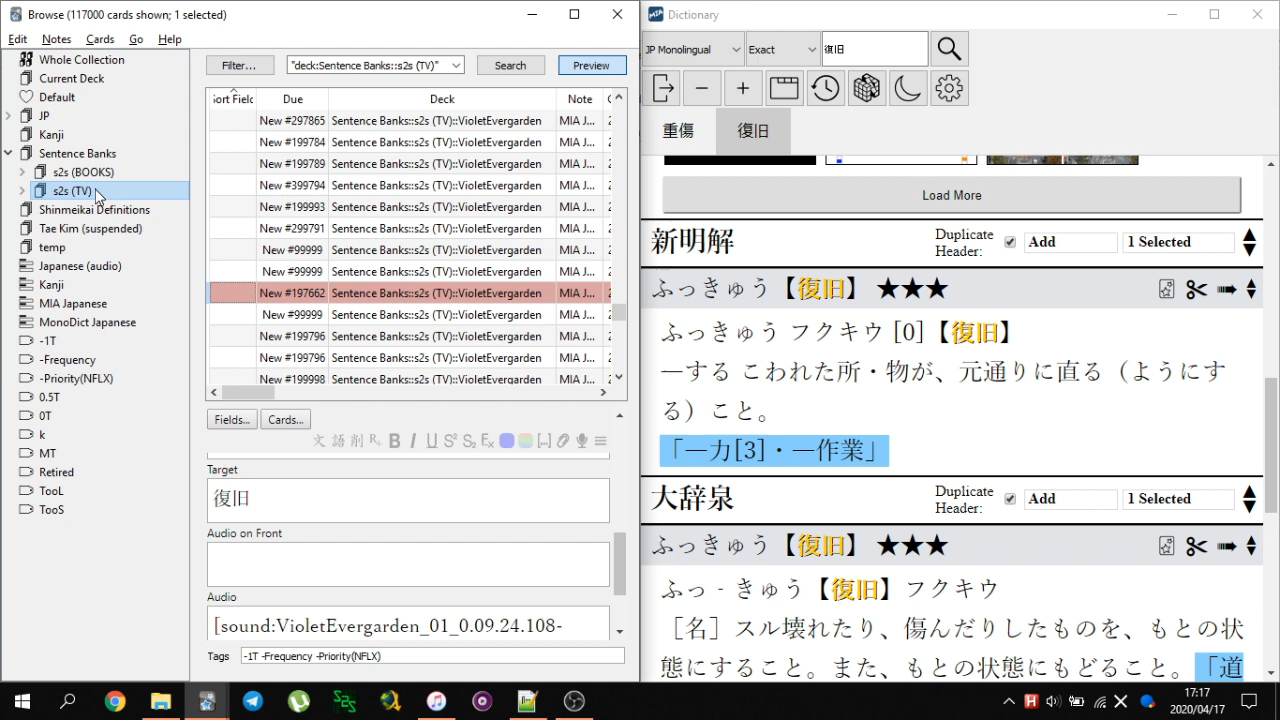 Browse (117000 cards shown; 1 selected)
Edit Notes Cards Go Help
Whole Collection
Current Deck
Default
JP
Kanji
Sentence Banks
s2s (BOOKS)
s2s (TV)
Shinmeikai Definitions
Tae Kim (suspended)
temp
Japanese (audio)
Kanji
MIA Japanese
MonoDict Japanese
-1T
-Frequency
-Priority(NFLX)
0.5T
0T
k
MT
Retired
TooL
TooS
Filter... "deck:Sentence Banks::s2s (TV)" Search Preview
ort Field Due Deck Note
New #297865 Sentence Banks::s2s (TV)::VioletEvergarden MIA J...
New #199784 Sentence Banks::s2s (TV)::VioletEvergarden MIA J...
New #199789 Sentence Banks::s2s (TV)::VioletEvergarden MIA J...
New #399794 Sentence Banks::s2s (TV)::VioletEvergarden MIA J...
New #199993 Sentence Banks::s2s (TV)::VioletEvergarden MIA J...
New #299791 Sentence Banks::s2s (TV)::VioletEvergarden MIA J...
New #99999 Sentence Banks::s2s (TV)::VioletEvergarden MIA J...
New #99999 Sentence Banks::s2s (TV)::VioletEvergarden MIA J...
New #197662 Sentence Banks::s2s (TV)::VioletEvergarden MIA J...
New #99999 Sentence Banks::s2s (TV)::VioletEvergarden MIA J...
New #199796 Sentence Banks::s2s (TV)::VioletEvergarden MIA J...
New #199796 Sentence Banks::s2s (TV)::VioletEvergarden MIA J...
New #199998 Sentence Banks::s2s (TV)::VioletEvergarden MIA J...
Fields... Cards...
文 語 削 R+ B I U S² S₂ Ex [...]
Target
復旧
Audio on Front
Audio
[sound:VioletEvergarden_01_0.09.24.108-
Tags -1T -Frequency -Priority(NFLX)
MIA Dictionary
JP Monolingual Exact 復旧
重傷 復旧
Load More
新明解 Duplicate Header: Add 1 Selected
ふっきゅう【復旧】★★★
ふっきゅう フクキウ [0]【復旧】
―する こわれた所・物が、元通りに直る（ようにす
る）こと。
「―力[3]・―作業」
大辞泉 Duplicate Header: Add 1 Selected
ふっきゅう【復旧】★★★
ふっ‐きゅう【復旧】フクキウ
［名］スル壊れたり、傷んだりしたものを、もとの状
態にすること。また、もとの状態にもどること。「道
S2S
17:17
2020/04/17